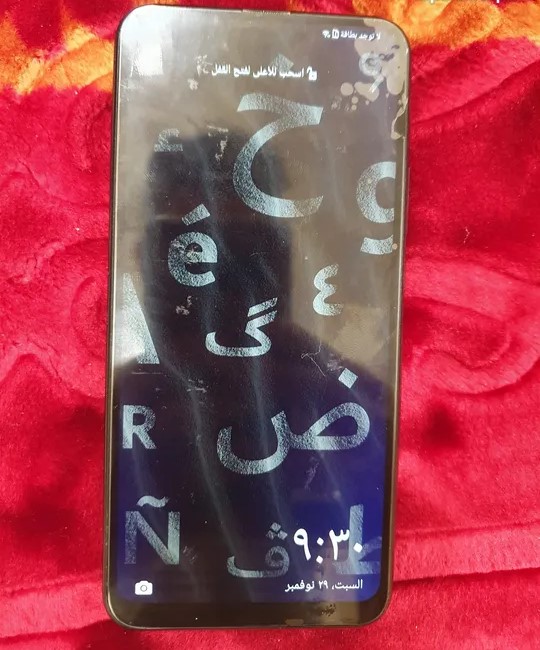 لا توجد بطاقة
اسحب للأعلى لفتح القفل
ح
ء
و
é
٤
گ
ض
R
Ñ
ڤ
٩:٣٠
السبت، ٢٩ نوفمبر